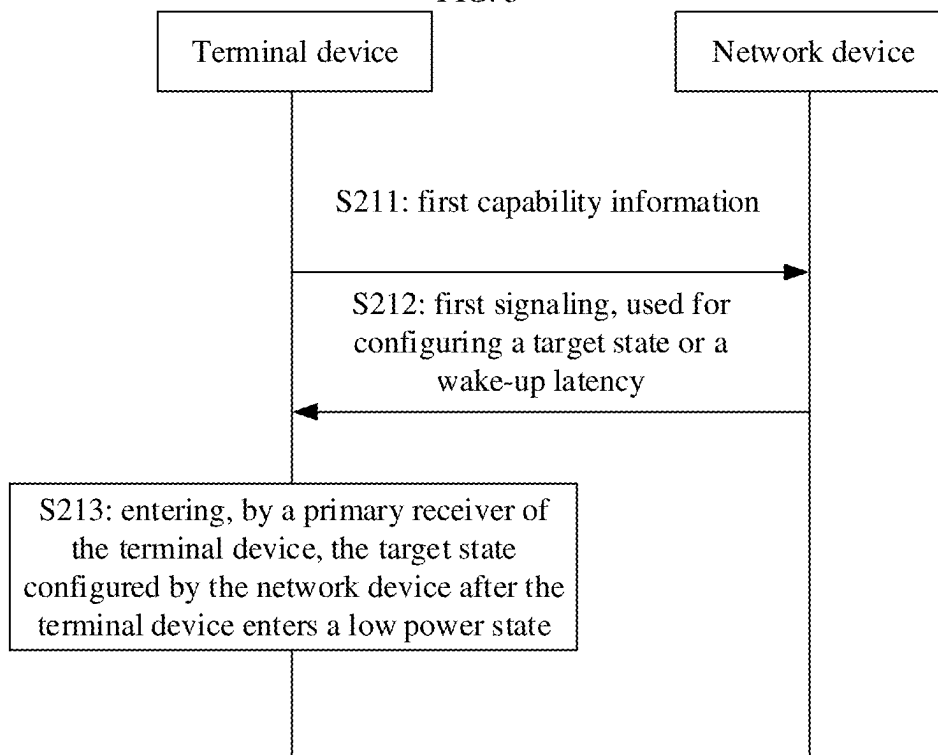 Terminal device
Network device
S211: first capability information
S212: first signaling, used for
configuring a target state or a
wake-up latency
S213: entering, by a primary receiver of
the terminal device, the target state
configured by the network device after the
terminal device enters a low power state